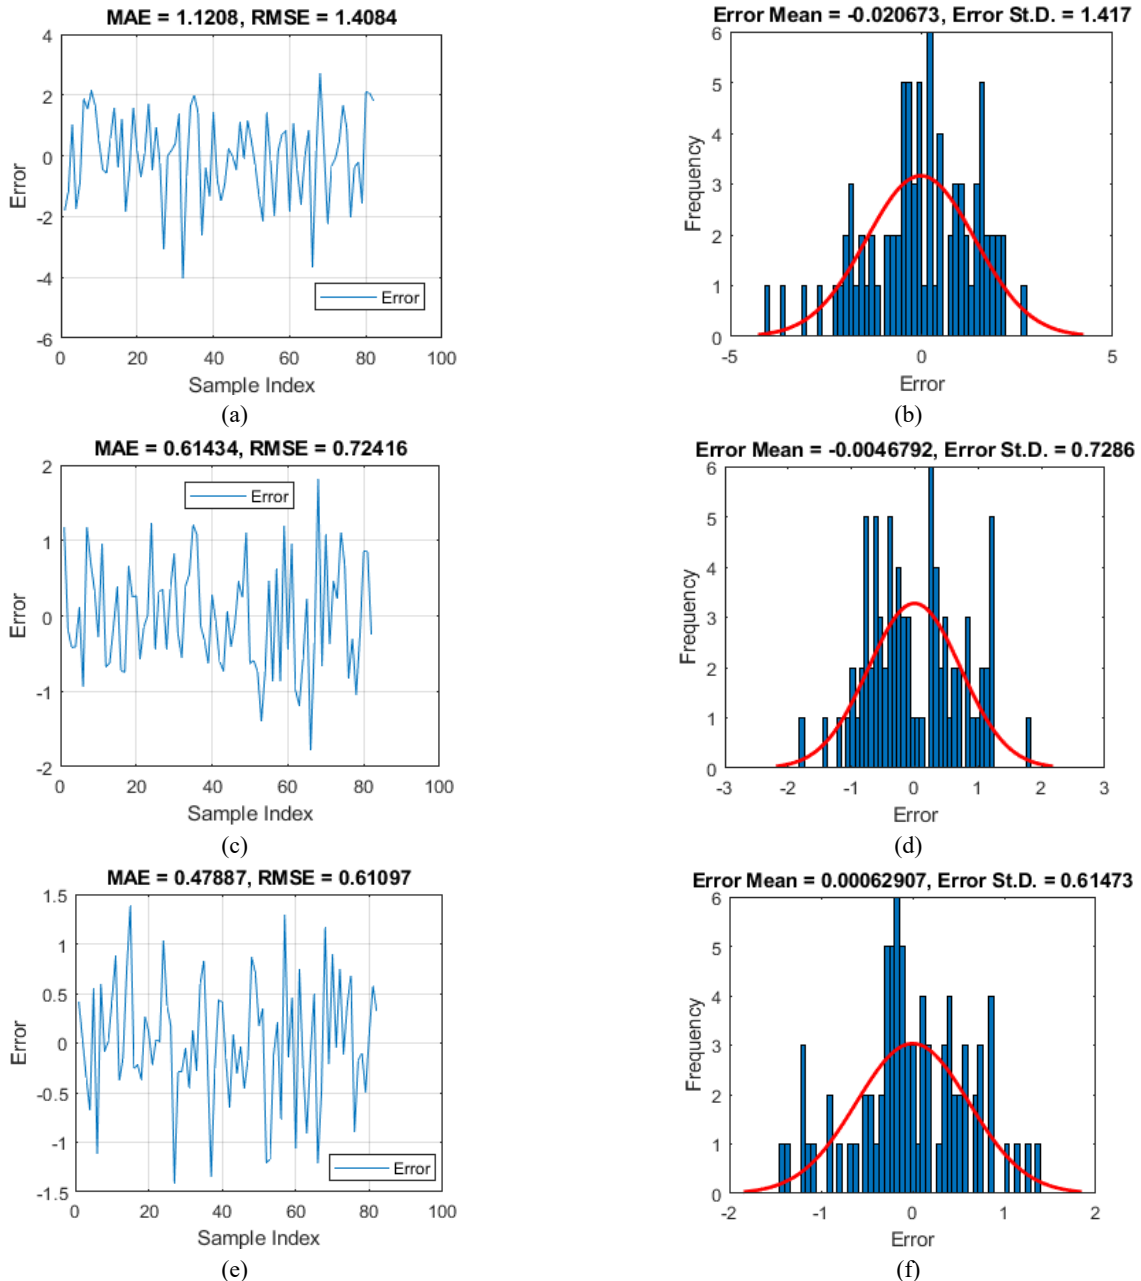 MAE = 1.1208, RMSE = 1.4084
4
2
0
-2
-4
-6
Error
Error
0 20 40 60 80 100
Sample Index
(a)
Error Mean = -0.020673, Error St.D. = 1.417
6
5
4
3
2
1
0
Frequency
-5 0 5
Error
(b)
MAE = 0.61434, RMSE = 0.72416
2
1
0
-1
-2
Error
Error
0 20 40 60 80 100
Sample Index
(c)
Error Mean = -0.0046792, Error St.D. = 0.7286
6
5
4
3
2
1
0
Frequency
-3 -2 -1 0 1 2 3
Error
(d)
MAE = 0.47887, RMSE = 0.61097
1.5
1
0.5
0
-0.5
-1
-1.5
Error
Error
0 20 40 60 80 100
Sample Index
(e)
Error Mean = 0.00062907, Error St.D. = 0.61473
6
5
4
3
2
1
0
Frequency
-2 -1 0 1 2
Error
(f)